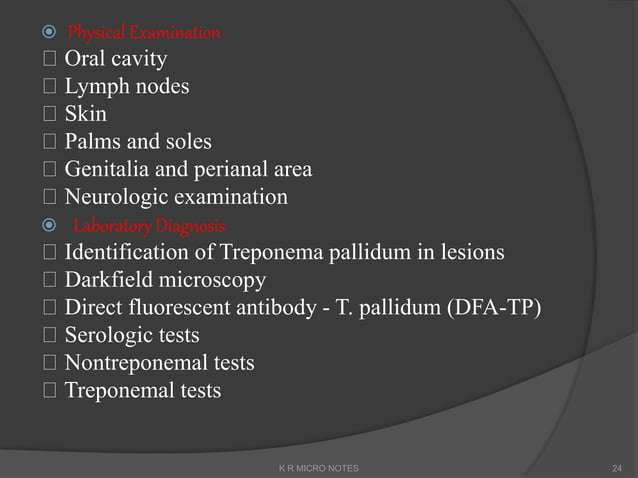 Physical Examination
Oral cavity
Lymph nodes
Skin
Palms and soles
Genitalia and perianal area
Neurologic examination
Laboratory Diagnosis
Identification of Treponema pallidum in lesions
Darkfield microscopy
Direct fluorescent antibody - T. pallidum (DFA-TP)
Serologic tests
Nontreponemal tests
Treponemal tests
K R MICRO NOTES 24